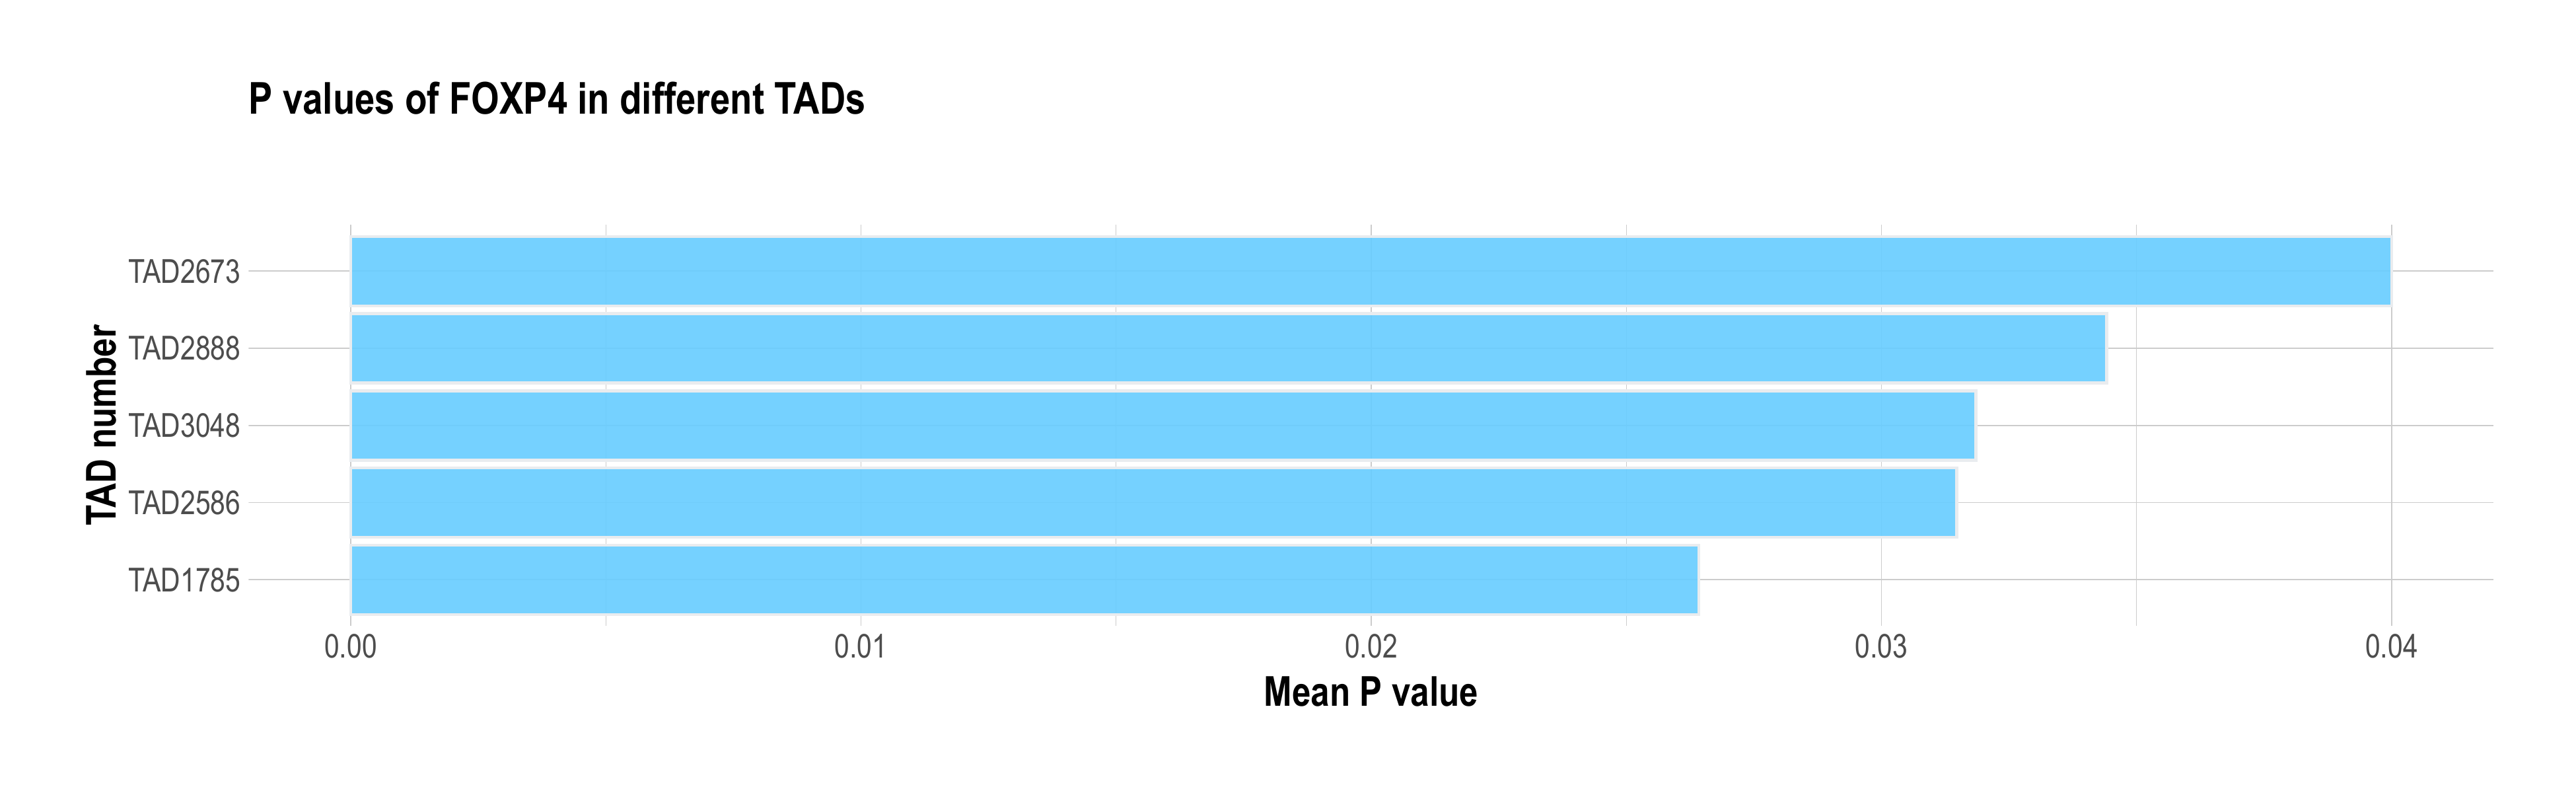 P values of FOXP4 in different TADs
TAD number
TAD2673
TAD2888
TAD3048
TAD2586
TAD1785
0.00 0.01 0.02 0.03 0.04
Mean P value